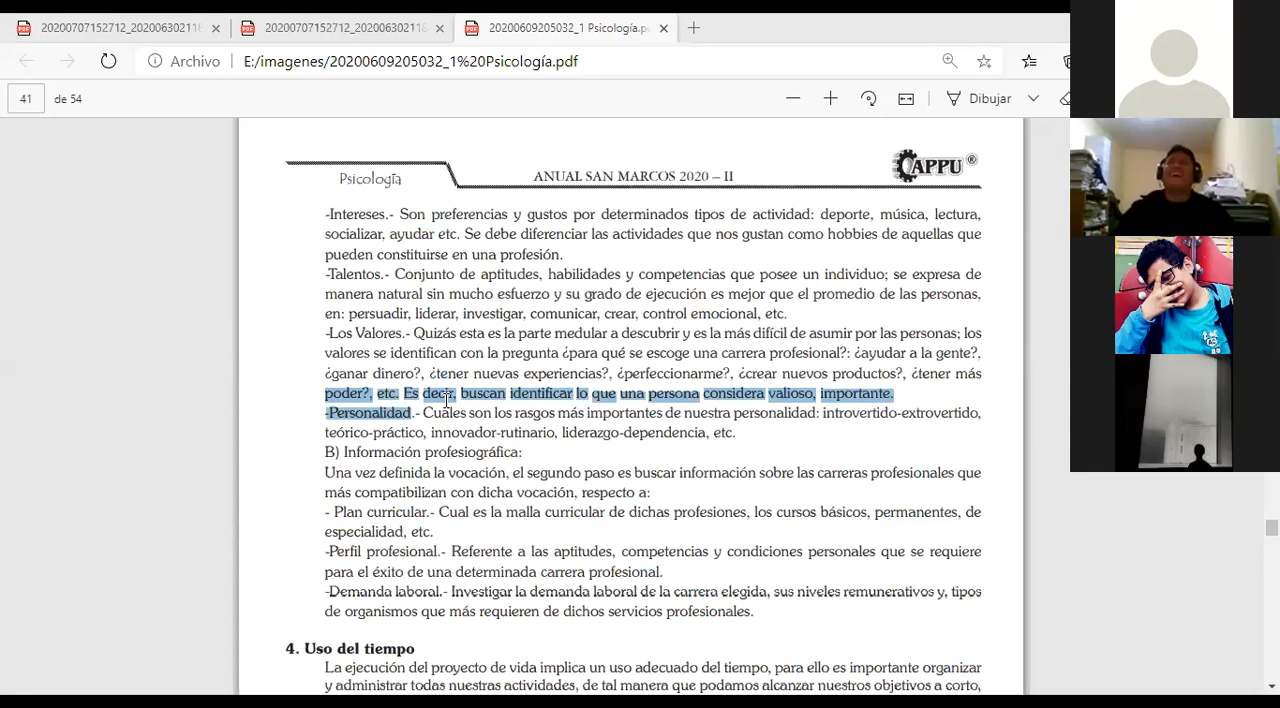 20200707152712_2020063021
20200707152712_2020063021
20200609205032_1 Psicología.p
Archivo
E:/imagenes/20200609205032_1%20Psicología.pdf
41
de 54
Dibujar
Psicología
ANUAL SAN MARCOS 2020 – II
CAPPU ®
-Intereses.- Son preferencias y gustos por determinados tipos de actividad: deporte, música, lectura,
socializar, ayudar etc. Se debe diferenciar las actividades que nos gustan como hobbies de aquellas que
pueden constituirse en una profesión.
-Talentos.- Conjunto de aptitudes, habilidades y competencias que posee un individuo; se expresa de
manera natural sin mucho esfuerzo y su grado de ejecución es mejor que el promedio de las personas,
en: persuadir, liderar, investigar, comunicar, crear, control emocional, etc.
-Los Valores.- Quizás esta es la parte medular a descubrir y es la más difícil de asumir por las personas; los
valores se identifican con la pregunta ¿para qué se escoge una carrera profesional?: ¿ayudar a la gente?,
¿ganar dinero?, ¿tener nuevas experiencias?, ¿perfeccionarme?, ¿crear nuevos productos?, ¿tener más
poder?, etc. Es decir, buscan identificar lo que una persona considera valioso, importante.
-Personalidad.- Cuáles son los rasgos más importantes de nuestra personalidad: introvertido-extrovertido,
teórico-práctico, innovador-rutinario, liderazgo-dependencia, etc.
B) Información profesiográfica:
Una vez definida la vocación, el segundo paso es buscar información sobre las carreras profesionales que
más compatibilizan con dicha vocación, respecto a:
- Plan curricular.- Cual es la malla curricular de dichas profesiones, los cursos básicos, permanentes, de
especialidad, etc.
-Perfil profesional.- Referente a las aptitudes, competencias y condiciones personales que se requiere
para el éxito de una determinada carrera profesional.
-Demanda laboral.- Investigar la demanda laboral de la carrera elegida, sus niveles remunerativos y, tipos
de organismos que más requieren de dichos servicios profesionales.
4. Uso del tiempo
La ejecución del proyecto de vida implica un uso adecuado del tiempo, para ello es importante organizar
y administrar todas nuestras actividades, de tal manera que podamos alcanzar nuestros objetivos a corto,